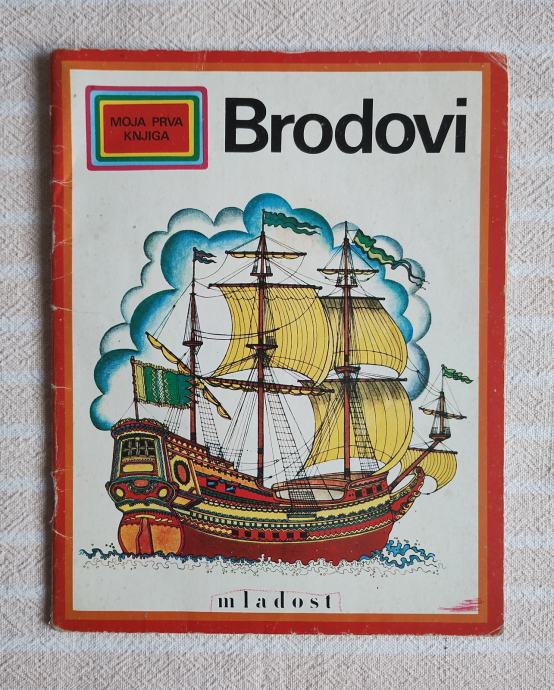 MOJA PRVA
KNJIGA
Brodovi
mladost